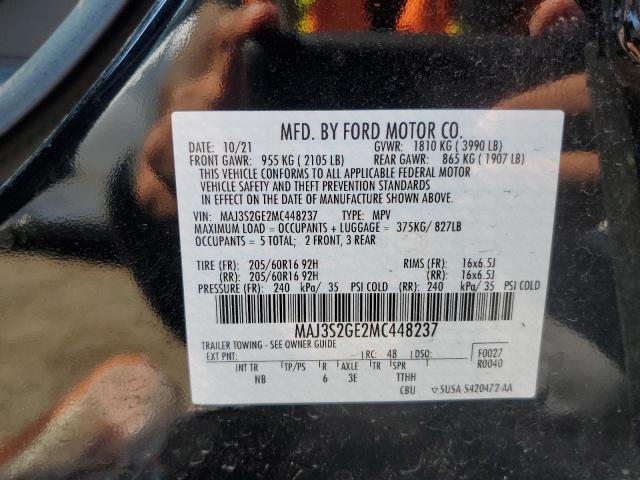 MFD. BY FORD MOTOR CO.
DATE: 10/21 GVWR: 1810 KG ( 3990 LB)
FRONT GAWR: 955 KG ( 2105 LB) REAR GAWR: 865 KG ( 1907 LB)
THIS VEHICLE CONFORMS TO ALL APPLICABLE FEDERAL MOTOR
VEHICLE SAFETY AND THEFT PREVENTION STANDARDS
IN EFFECT ON THE DATE OF MANUFACTURE SHOWN ABOVE.
VIN: MAJ3S2GE2MC448237 TYPE: MPV
MAXIMUM LOAD = OCCUPANTS + LUGGAGE = 375KG/ 827LB
OCCUPANTS = 5 TOTAL; 2 FRONT, 3 REAR
TIRE (FR): 205/60R16 92H RIMS (FR): 16x6.5J
(RR): 205/60R16 92H (RR): 16x6.5J
PRESSURE (FR): 240 kPa/ 35 PSI COLD (RR): 240 kPa/ 35 PSI COLD
MAJ3S2GE2MC448237
TRAILER TOWING - SEE OWNER GUIDE
EXT PNT: RC: 48 DSO: F0027
R0040
INT TR TP/PS R AXLE TR SPR
NB 6 3E TTHH
CBU 5U5A-5420472-AA